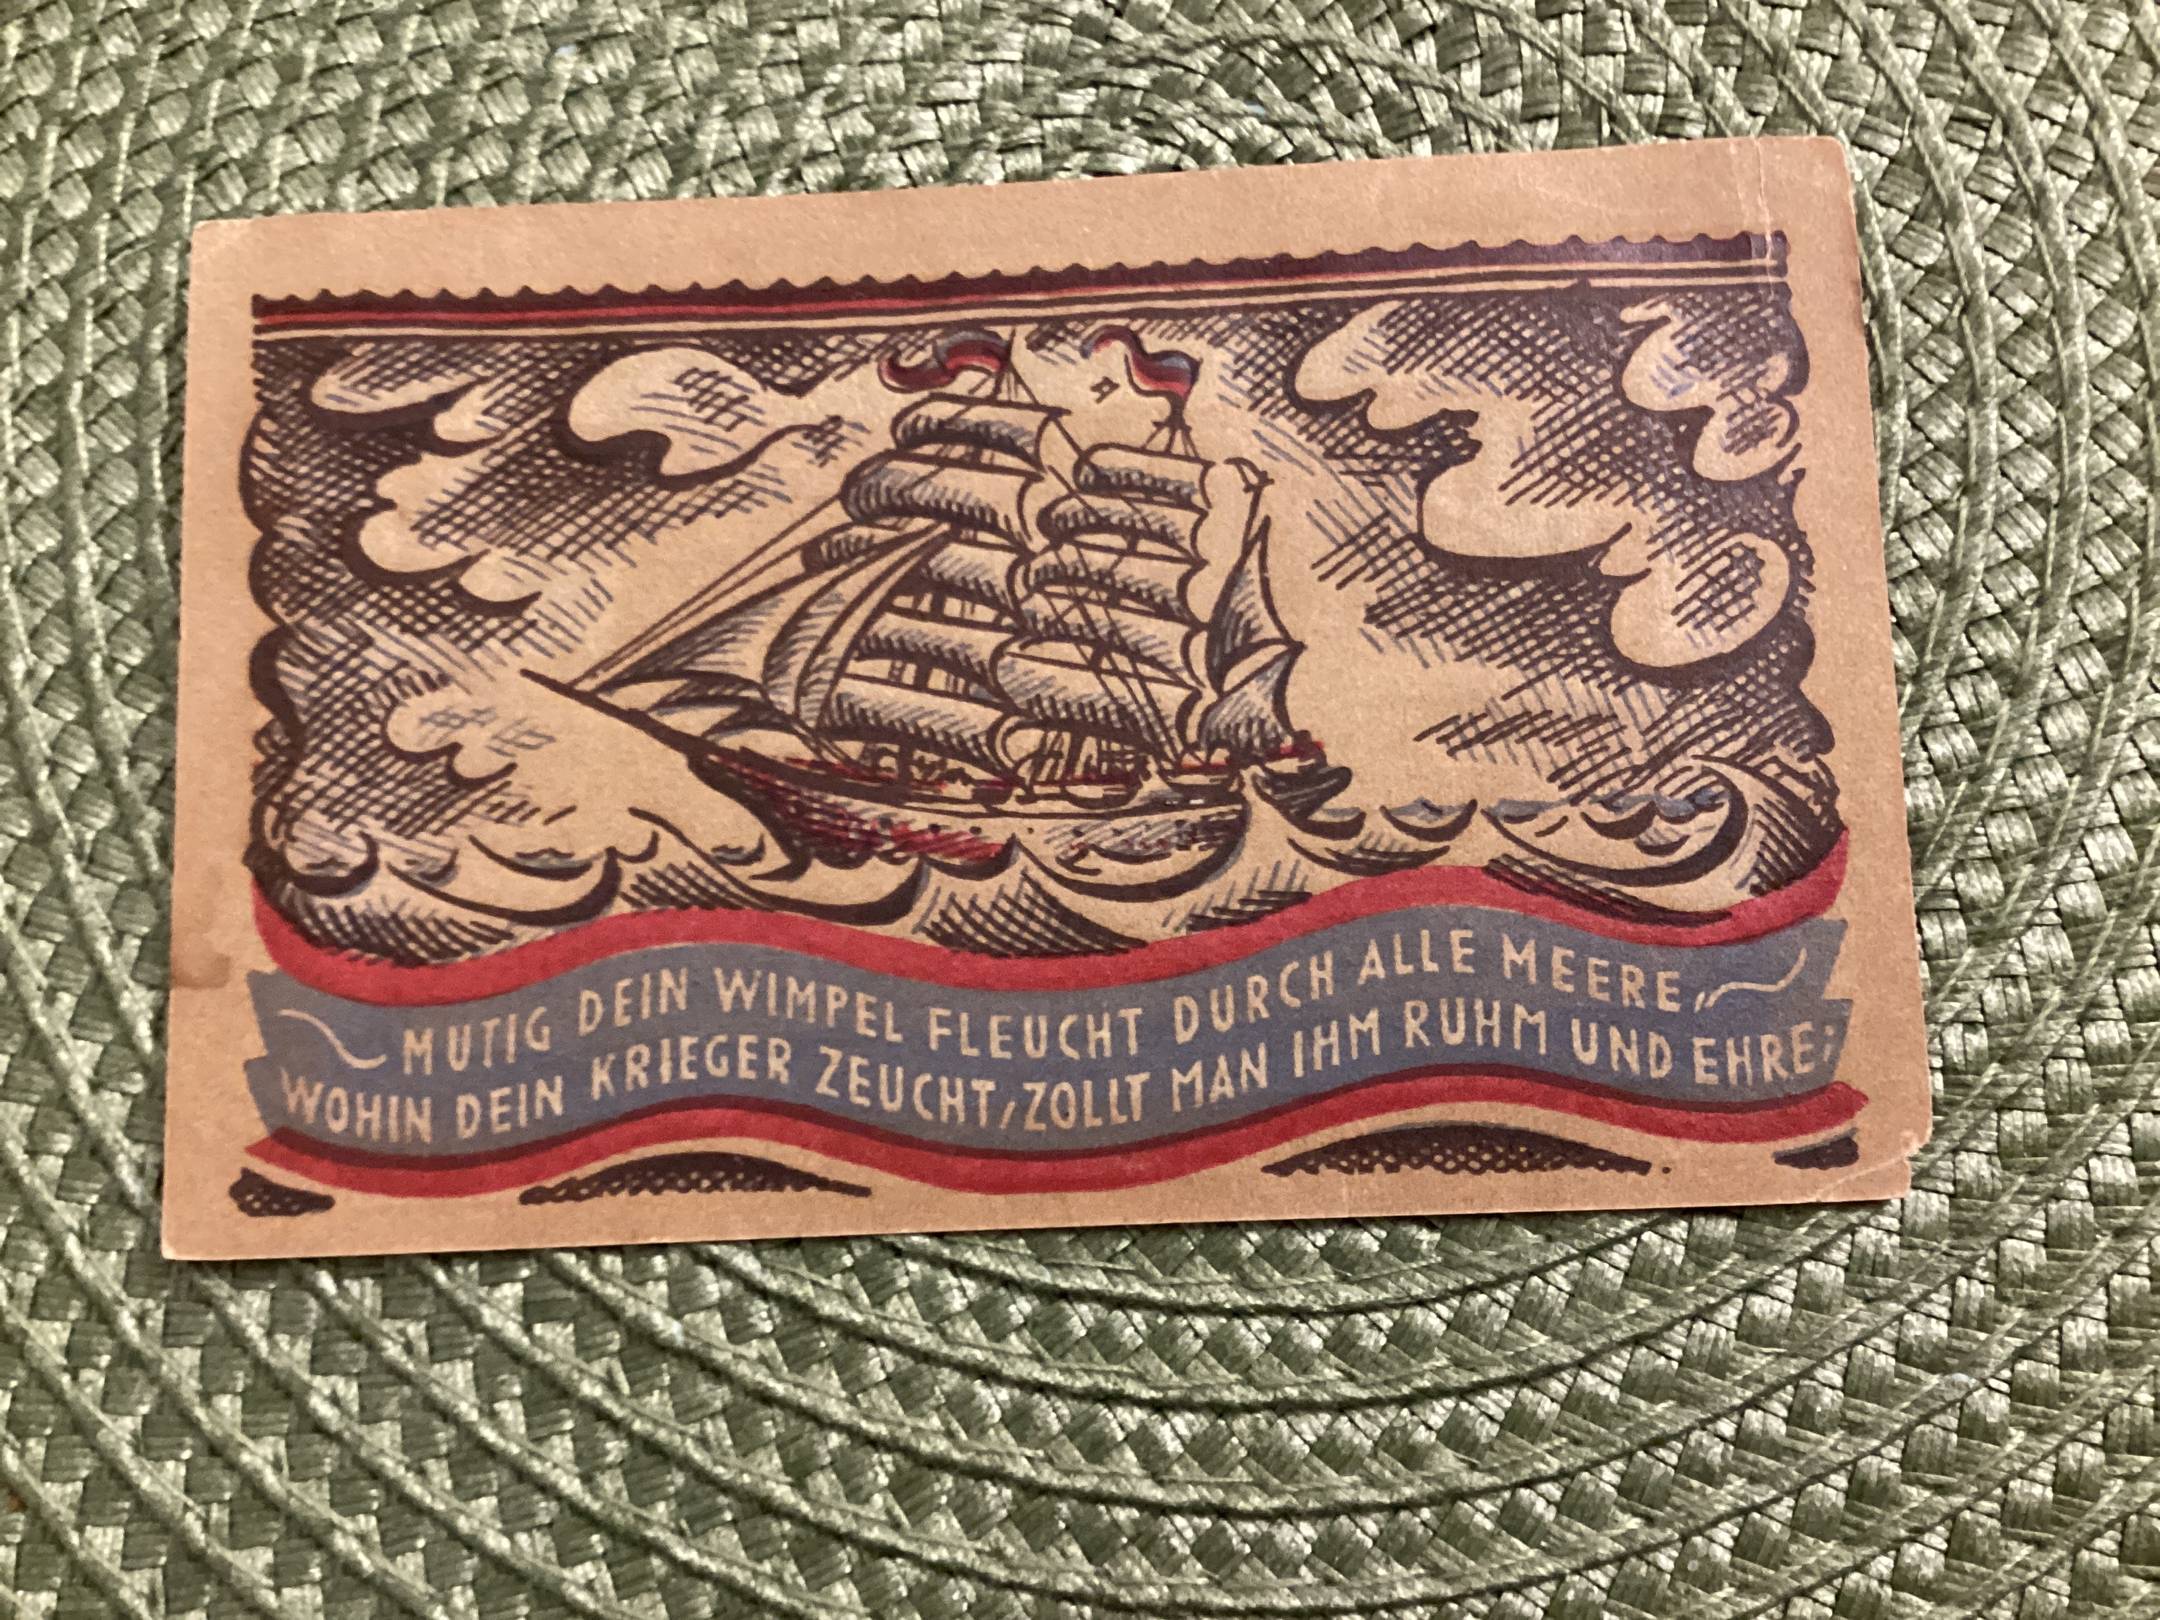 MUTIG DEIN WIMPEL FLEUCHT DURCH ALLE MEERE,
WOHIN DEIN KRIEGER ZEUCHT, ZOLLT MAN IHM RUHM UND EHRE;